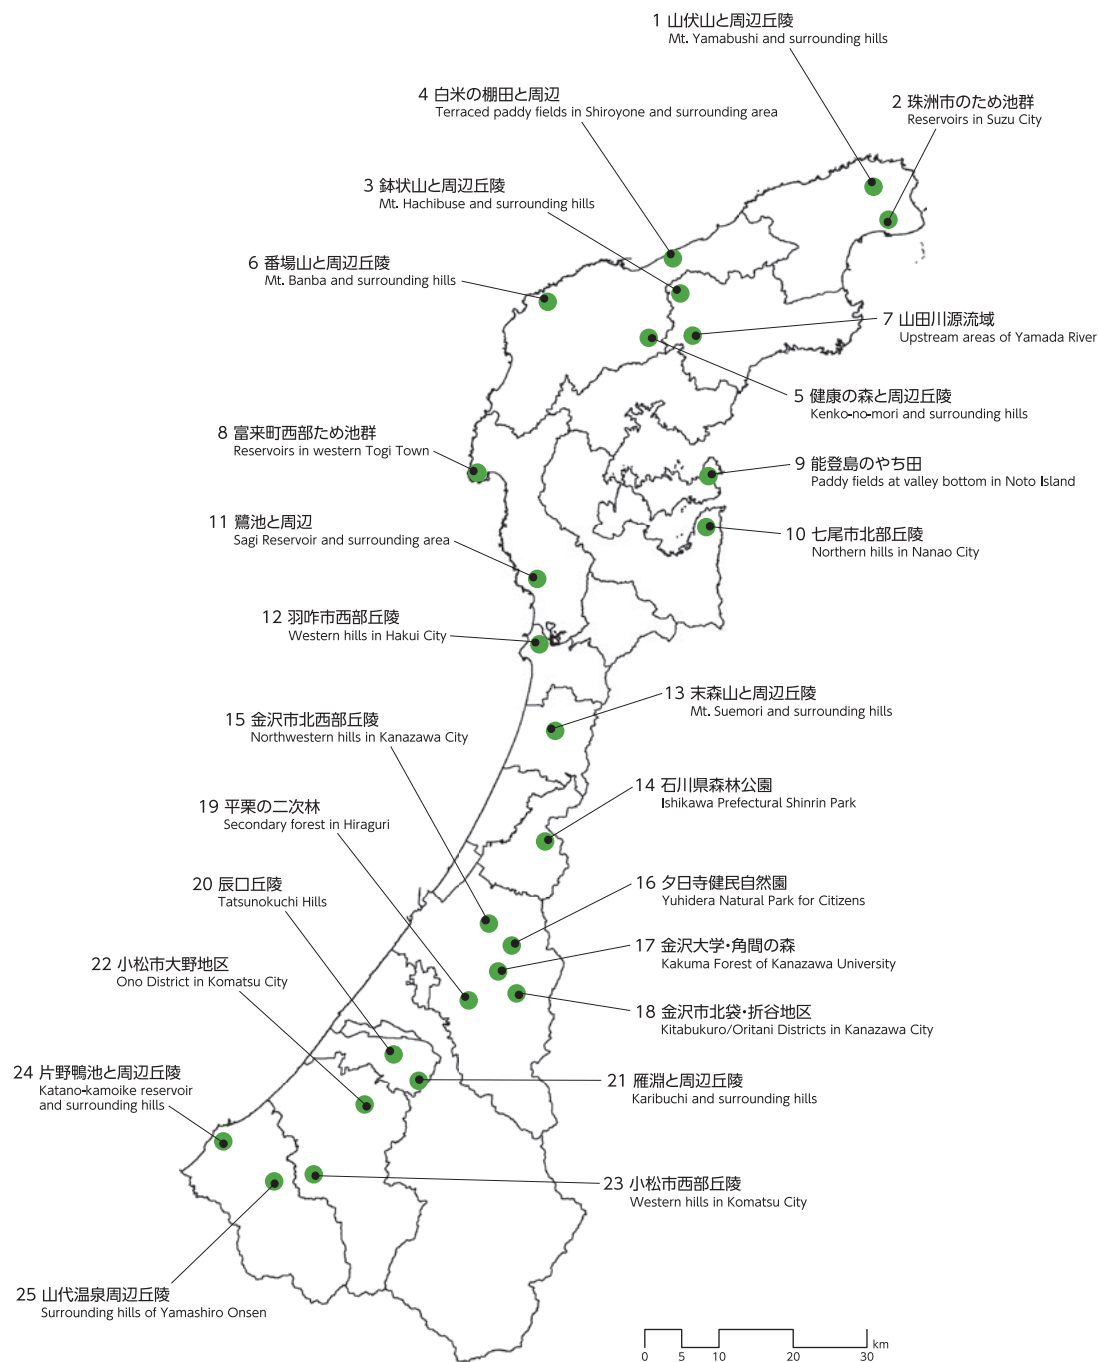 1 山伏山と周辺丘陵
Mt. Yamabushi and surrounding hills
4 白米の棚田と周辺
Terraced paddy fields in Shiroyone and surrounding area
2 珠洲市のため池群
Reservoirs in Suzu City
3 鉢状山と周辺丘陵
Mt. Hachibuse and surrounding hills
6 番場山と周辺丘陵
Mt. Banba and surrounding hills
7 山田川源流域
Upstream areas of Yamada River
5 健康の森と周辺丘陵
Kenko-no-mori and surrounding hills
8 富来町西部ため池群
Reservoirs in western Togi Town
9 能登島のやち田
Paddy fields at valley bottom in Noto Island
11 鷺池と周辺
Sagi Reservoir and surrounding area
10 七尾市北部丘陵
Northern hills in Nanao City
12 羽咋市西部丘陵
Western hills in Hakui City
13 末森山と周辺丘陵
Mt. Suemori and surrounding hills
15 金沢市北西部丘陵
Northwestern hills in Kanazawa City
14 石川県森林公園
Ishikawa Prefectural Shinrin Park
19 平栗の二次林
Secondary forest in Hiraguri
20 辰口丘陵
Tatsunokuchi Hills
16 夕日寺健民自然園
Yuhidera Natural Park for Citizens
17 金沢大学・角間の森
Kakuma Forest of Kanazawa University
22 小松市大野地区
Ono District in Komatsu City
18 金沢市北袋・折谷地区
Kitabukuro/Oritani Districts in Kanazawa City
24 片野鴨池と周辺丘陵
Katano-kamoike reservoir
and surrounding hills
21 雁淵と周辺丘陵
Karibuchi and surrounding hills
23 小松市西部丘陵
Western hills in Komatsu City
25 山代温泉周辺丘陵
Surrounding hills of Yamashiro Onsen
km
0 5 10 20 30